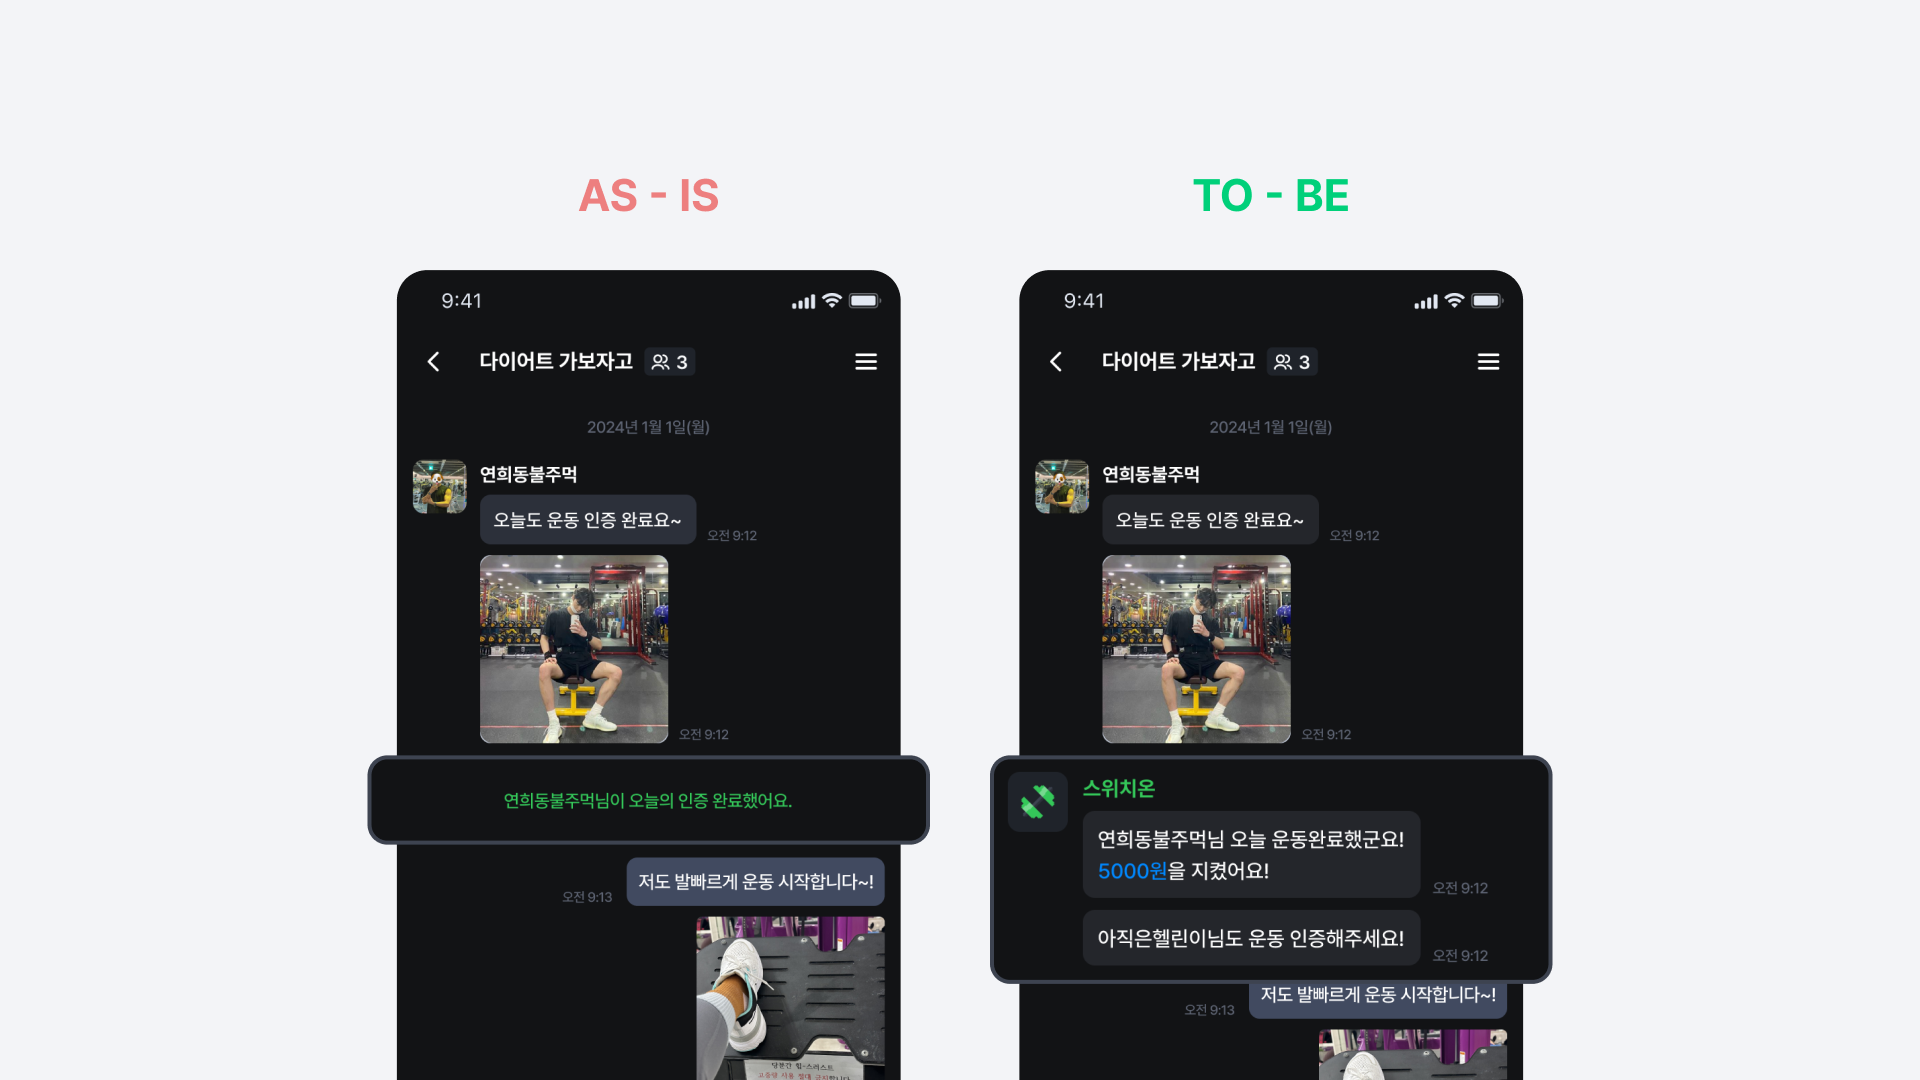 AS - IS
9:41
다이어트 가보자고
3
2024년 1월 1일(월)
연희동불주먹
오늘도 운동 인증 완료요~
오전 9:12
오전 9:12
연희동불주먹님이 오늘의 인증 완료했어요.
저도 발빠르게 운동 시작합니다~!
오전 9:13
당분간 힙-스러스트
TO - BE
9:41
다이어트 가보자고
3
2024년 1월 1일(월)
연희동불주먹
오늘도 운동 인증 완료요~
오전 9:12
오전 9:12
스위치온
연희동불주먹님 오늘 운동완료했군요!
5000원을 지켰어요!
오전 9:12
아직은헬린이님도 운동 인증해주세요!
오전 9:12
저도 발빠르게 운동 시작합니다~!
오전 9:13